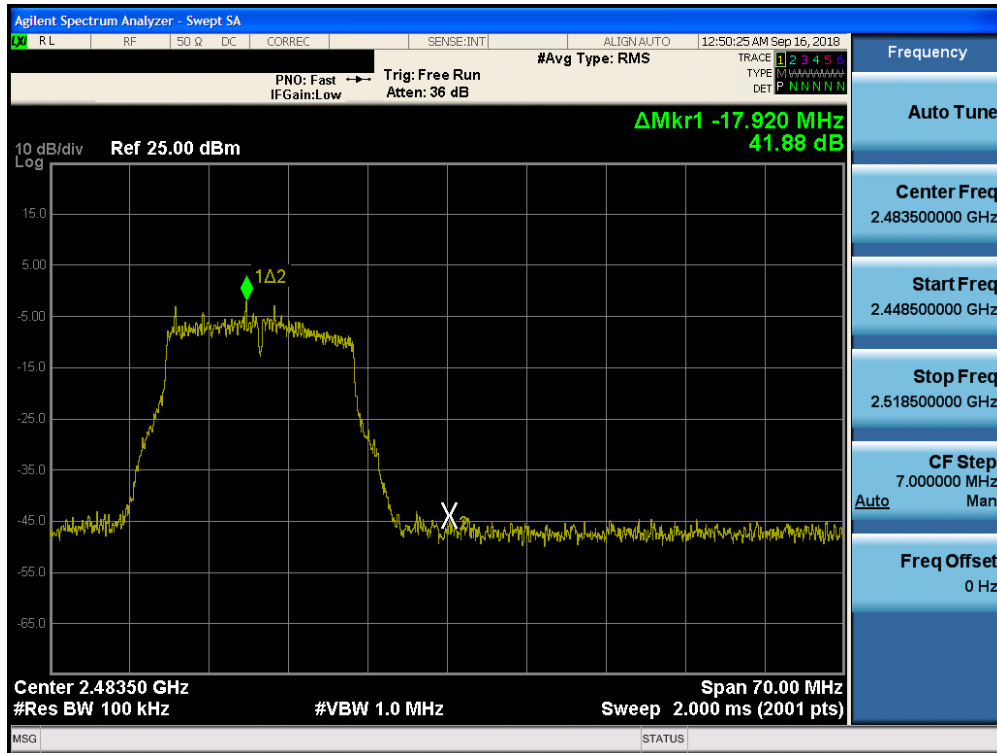 Agilent Spectrum Analyzer - Swept SA
LXI RL RF 50 Ω DC CORREC SENSE:INT ALIGN AUTO 12:50:25 AM Sep 16, 2018
Frequency
#Avg Type: RMS
TRACE 1 2 3 4 5 6
PNO: Fast Trig: Free Run
TYPE M WWWWW
IFGain:Low Atten: 36 dB
DET P N N N N N
Auto Tune
ΔMkr1 -17.920 MHz
41.88 dB
10 dB/div Ref 25.00 dBm
Log
15.0
5.00
-5.00
-15.0
-25.0
-35.0
-45.0
-55.0
-65.0
1Δ2
2
Center Freq
2.483500000 GHz
Start Freq
2.448500000 GHz
Stop Freq
2.518500000 GHz
CF Step
7.000000 MHz
Auto Man
Freq Offset
0 Hz
Center 2.48350 GHz Span 70.00 MHz
#Res BW 100 kHz #VBW 1.0 MHz Sweep 2.000 ms (2001 pts)
MSG STATUS